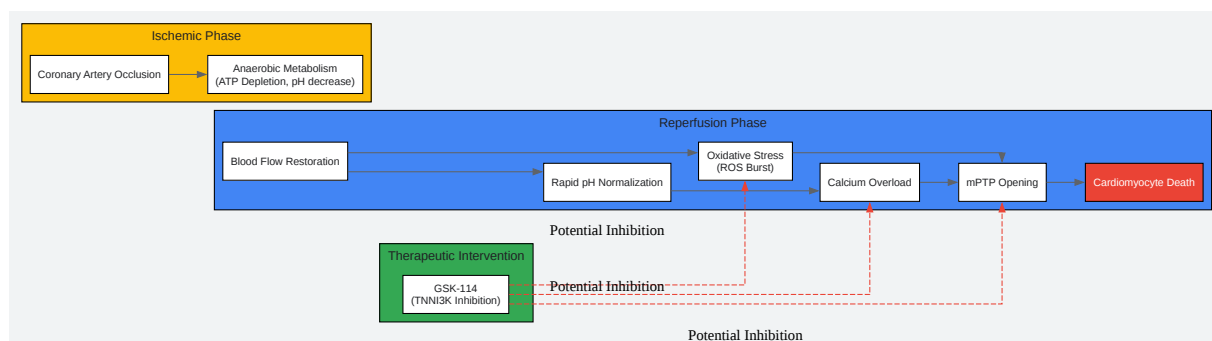 Ischemic Phase
Coronary Artery Occlusion
Anaerobic Metabolism
(ATP Depletion, pH decrease)
Reperfusion Phase
Blood Flow Restoration
Oxidative Stress
(ROS Burst)
Rapid pH Normalization
Calcium Overload
mPTP Opening
Cardiomyocyte Death
Potential Inhibition
Therapeutic Intervention
GSK-114
(TNNI3K Inhibition)
Potential Inhibition
Potential Inhibition